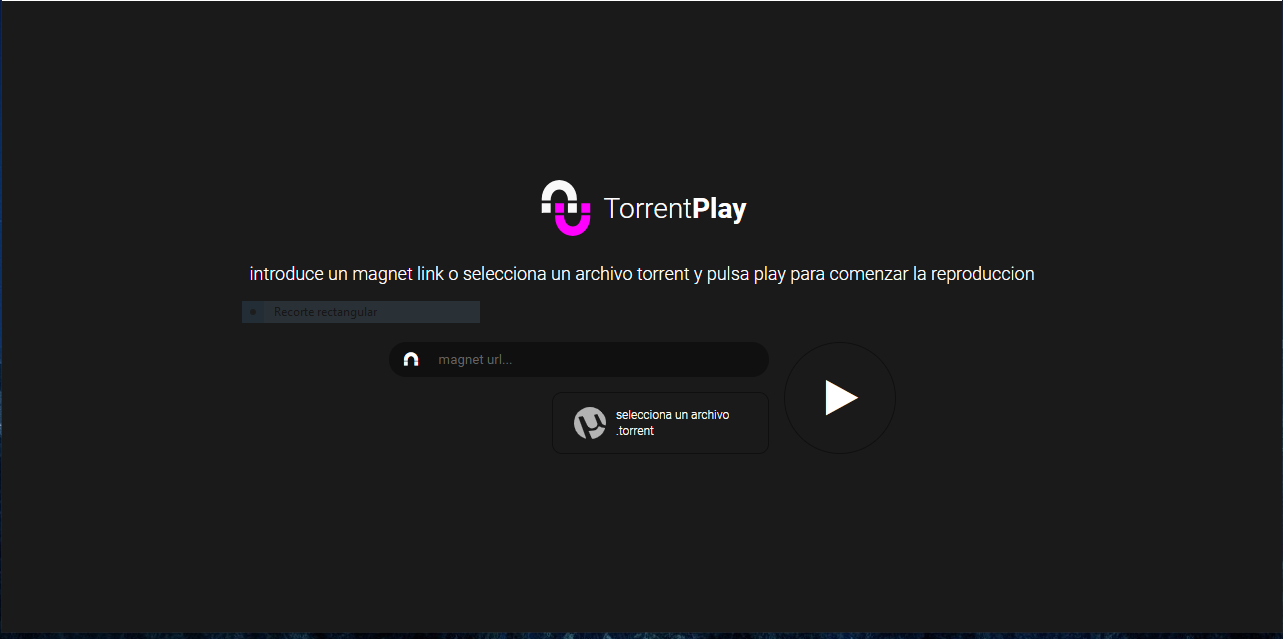 TorrentPlay
introduce un magnet link o selecciona un archivo torrent y pulsa play para comenzar la reproduccion
Recorte rectangular
magnet url...
selecciona un archivo
.torrent